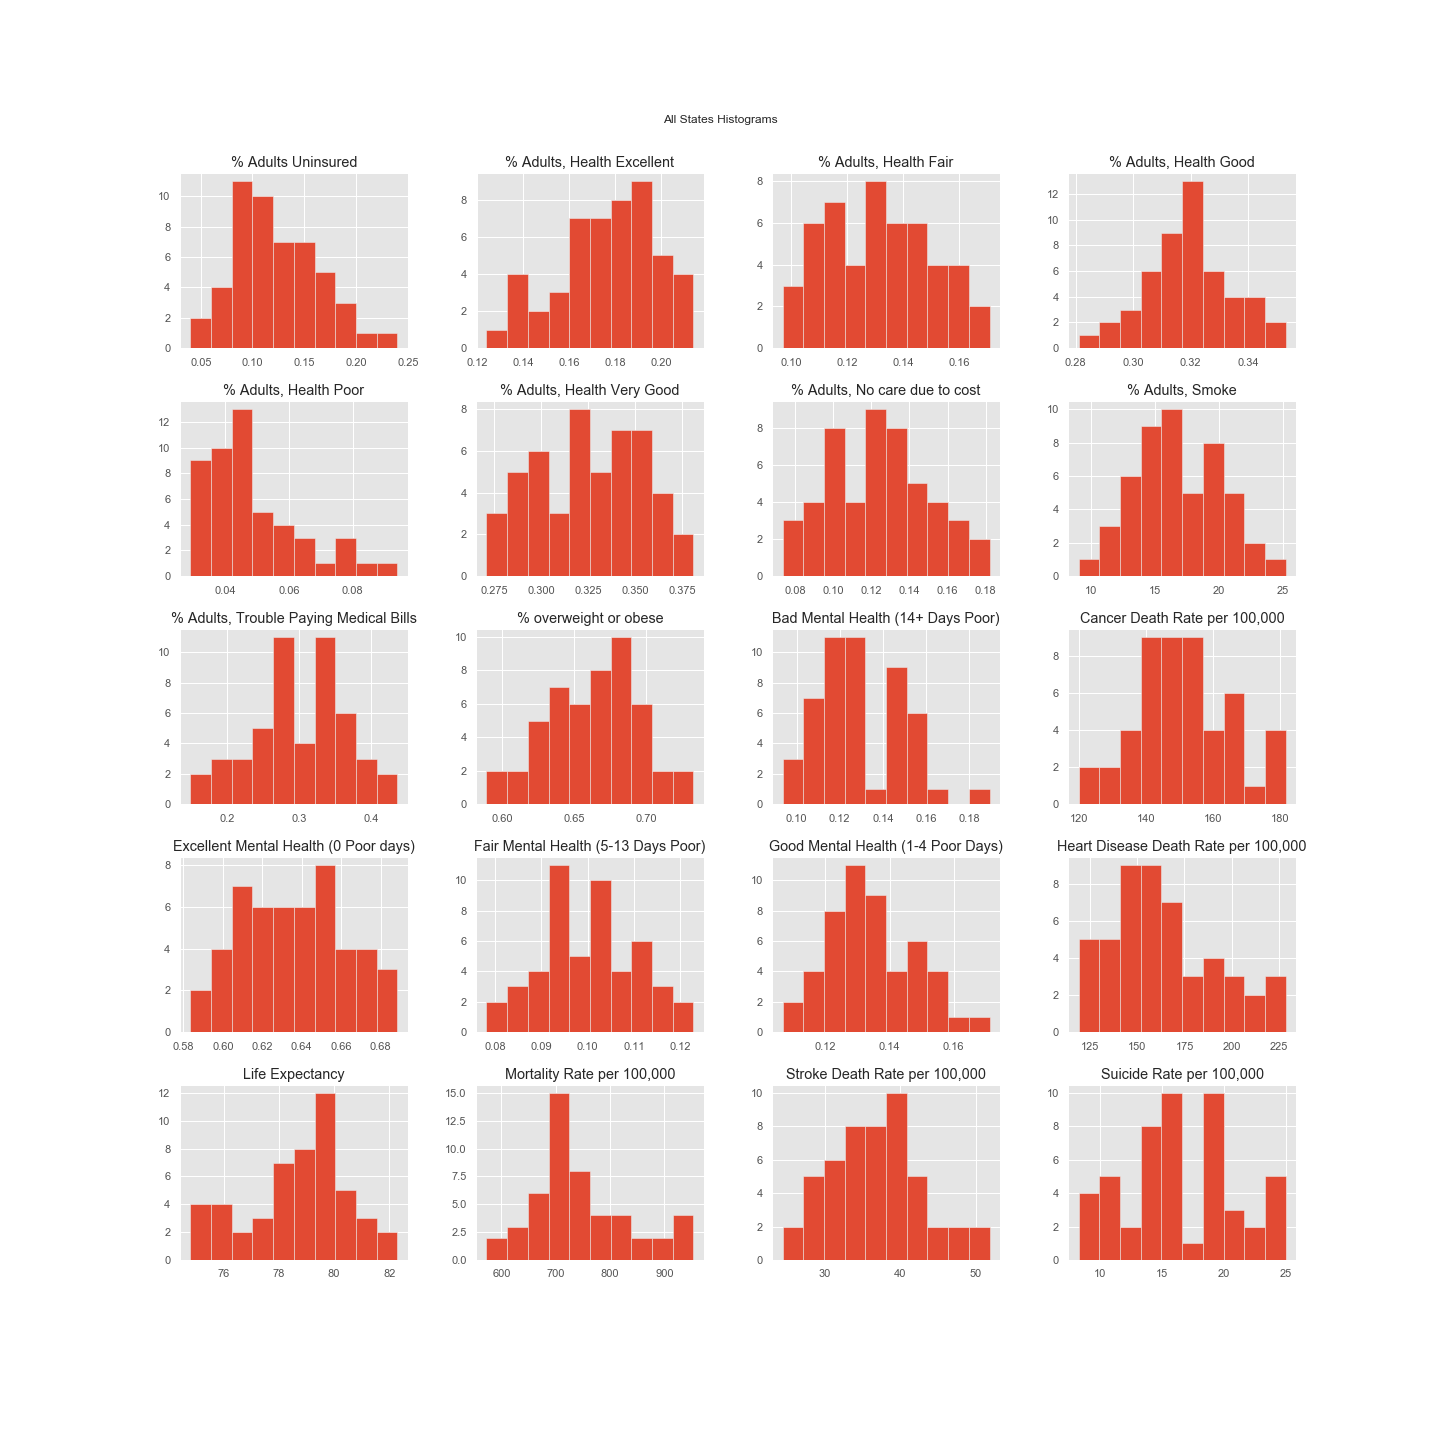 All States Histograms
% Adults Uninsured
% Adults, Health Excellent
% Adults, Health Fair
% Adults, Health Good
10
8
6
4
2
0
0.05 0.10 0.15 0.20 0.25
8
6
4
2
0
0.12 0.14 0.16 0.18 0.20
8
6
4
2
0
0.10 0.12 0.14 0.16
12
10
8
6
4
2
0
0.28 0.30 0.32 0.34
% Adults, Health Poor
% Adults, Health Very Good
% Adults, No care due to cost
% Adults, Smoke
12
10
8
6
4
2
0
0.04 0.06 0.08
8
6
4
2
0
0.275 0.300 0.325 0.350 0.375
8
6
4
2
0
0.08 0.10 0.12 0.14 0.16 0.18
10
8
6
4
2
0
10 15 20 25
% Adults, Trouble Paying Medical Bills
% overweight or obese
Bad Mental Health (14+ Days Poor)
Cancer Death Rate per 100,000
10
8
6
4
2
0
0.2 0.3 0.4
10
8
6
4
2
0
0.60 0.65 0.70
10
8
6
4
2
0
0.10 0.12 0.14 0.16 0.18
8
6
4
2
0
120 140 160 180
Excellent Mental Health (0 Poor days)
Fair Mental Health (5-13 Days Poor)
Good Mental Health (1-4 Poor Days)
Heart Disease Death Rate per 100,000
8
6
4
2
0
0.58 0.60 0.62 0.64 0.66 0.68
10
8
6
4
2
0
0.08 0.09 0.10 0.11 0.12
10
8
6
4
2
0
0.12 0.14 0.16
8
6
4
2
0
125 150 175 200 225
Life Expectancy
Mortality Rate per 100,000
Stroke Death Rate per 100,000
Suicide Rate per 100,000
12
10
8
6
4
2
0
76 78 80 82
15.0
12.5
10.0
7.5
5.0
2.5
0.0
600 700 800 900
10
8
6
4
2
0
30 40 50
10
8
6
4
2
0
10 15 20 25